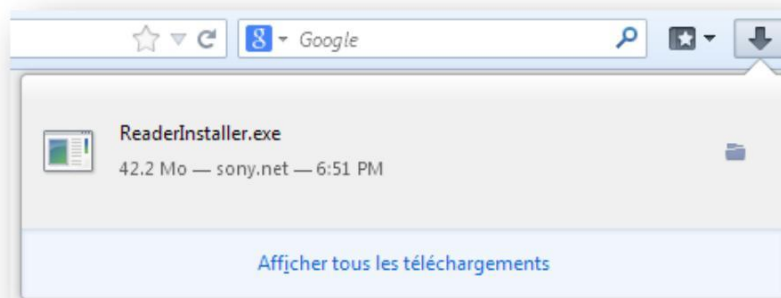 Google
ReaderInstaller.exe
42.2 Mo — sony.net — 6:51 PM
Afficher tous les téléchargements